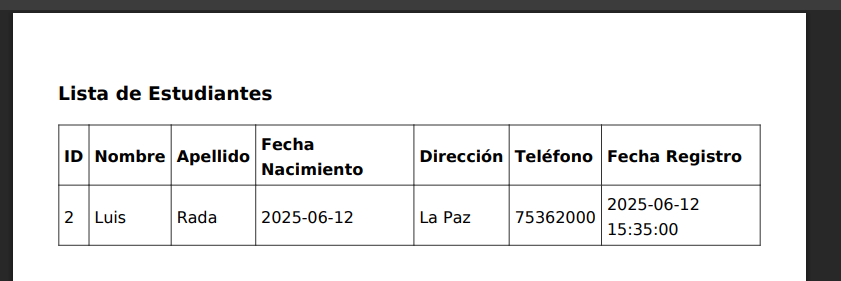 Lista de Estudiantes
ID Nombre Apellido Fecha Nacimiento Dirección Teléfono Fecha Registro
2 Luis Rada 2025-06-12 La Paz 75362000 2025-06-12 15:35:00